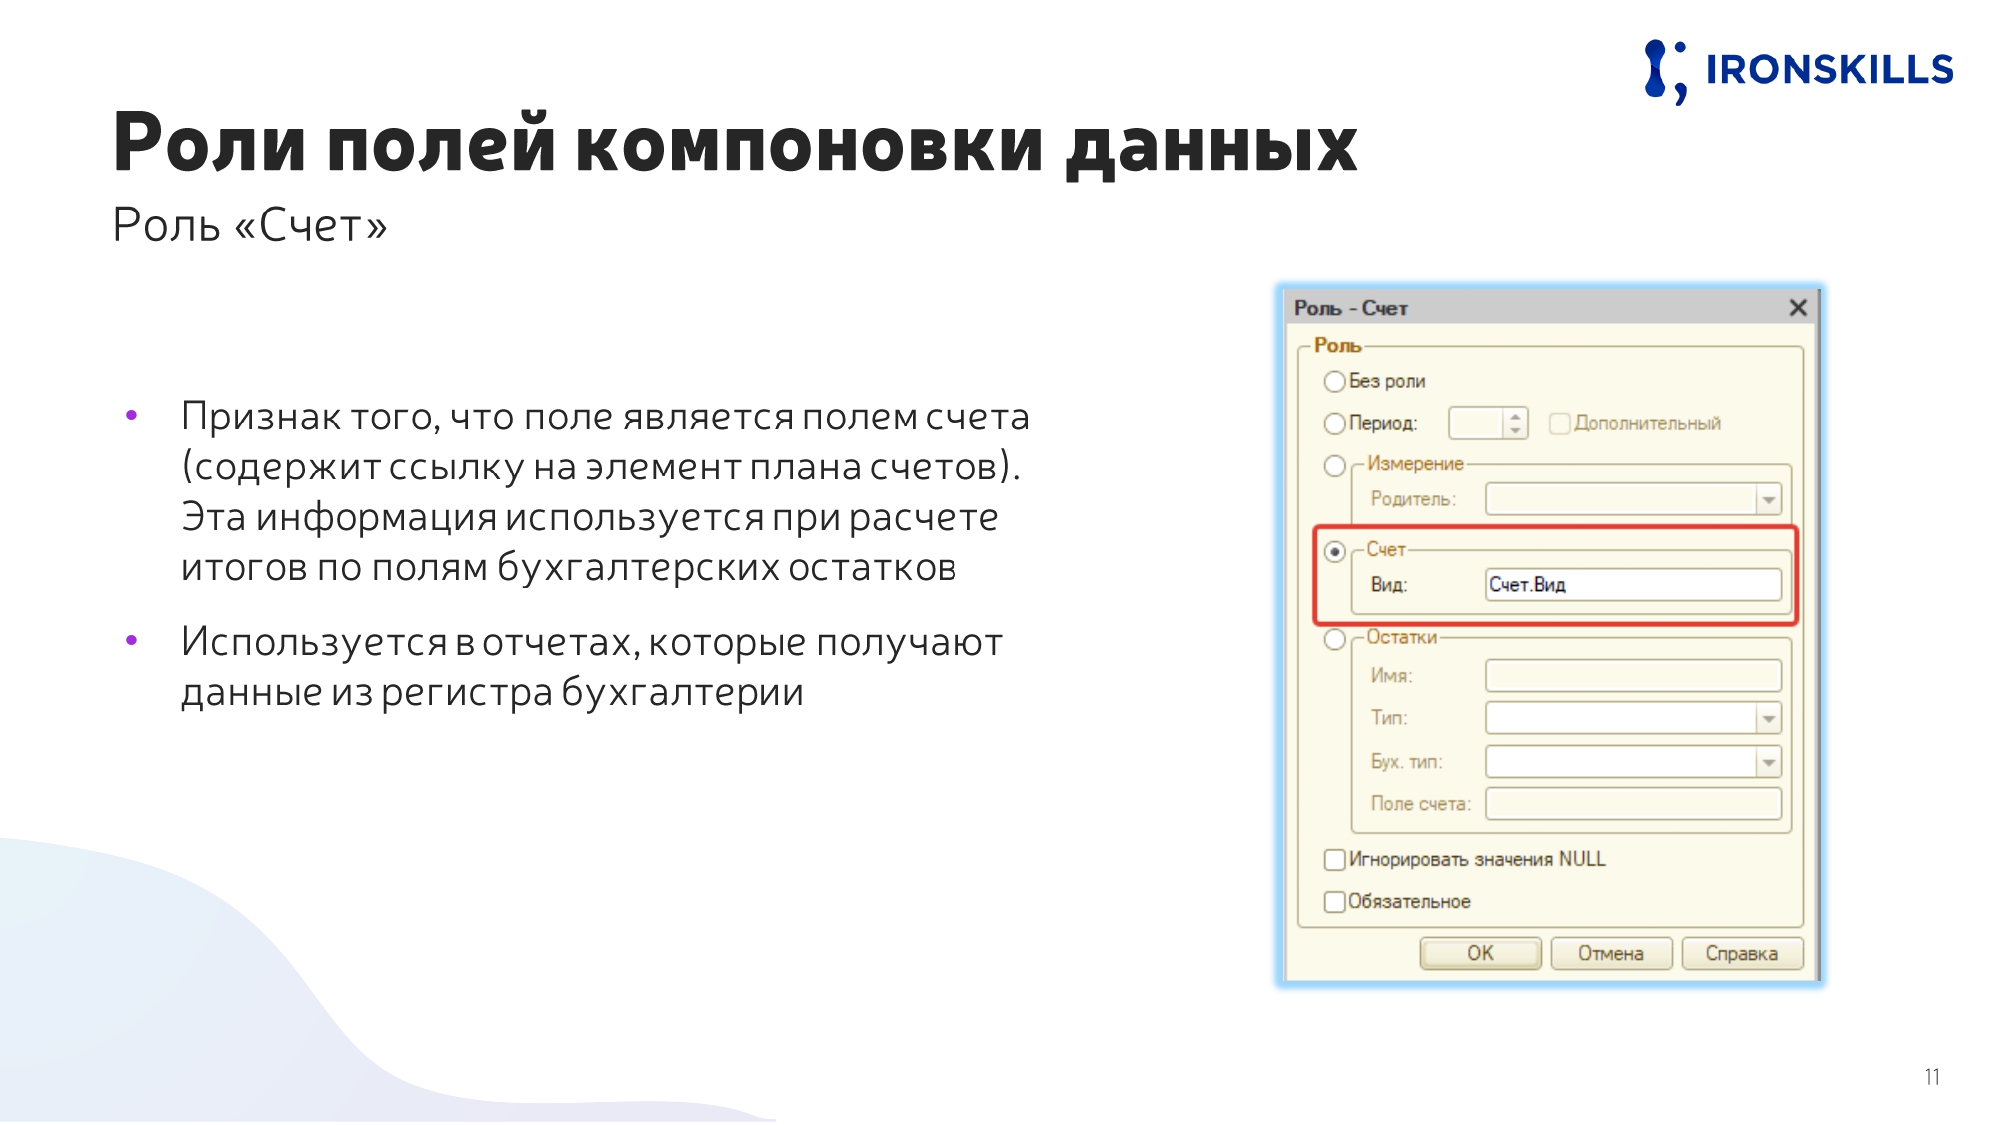 IRONSKILLS
Роли полей компоновки данных
Роль «Счет»
• Признак того, что поле является полем счета
(содержит ссылку на элемент плана счетов).
Эта информация используется при расчете
итогов по полям бухгалтерских остатков
• Используется в отчетах, которые получают
данные из регистра бухгалтерии
Роль - Счет
Роль
Без роли
Период: Дополнительный
Измерение
Родитель:
Счет
Вид: Счет.Вид
Остатки
Имя:
Тип:
Бух. тип:
Поле счета:
Игнорировать значения NULL
Обязательное
OK Отмена Справка
11